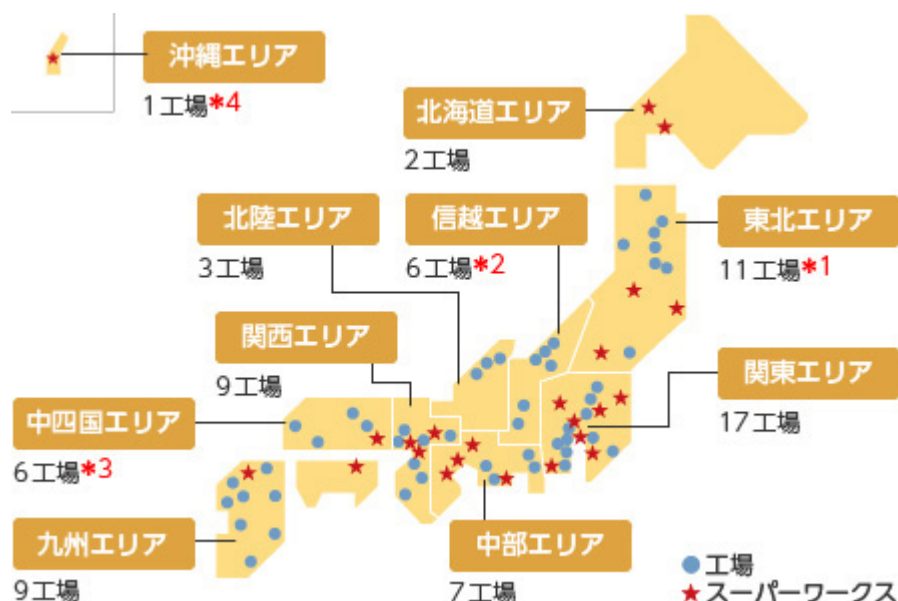 沖縄エリア
1工場*4
北海道エリア
2工場
北陸エリア
3工場
信越エリア
6工場*2
東北エリア
11工場*1
関西エリア
9工場
関東エリア
17工場
中四国エリア
6工場*3
九州エリア
9工場
中部エリア
7工場
工場
スーパーワークス